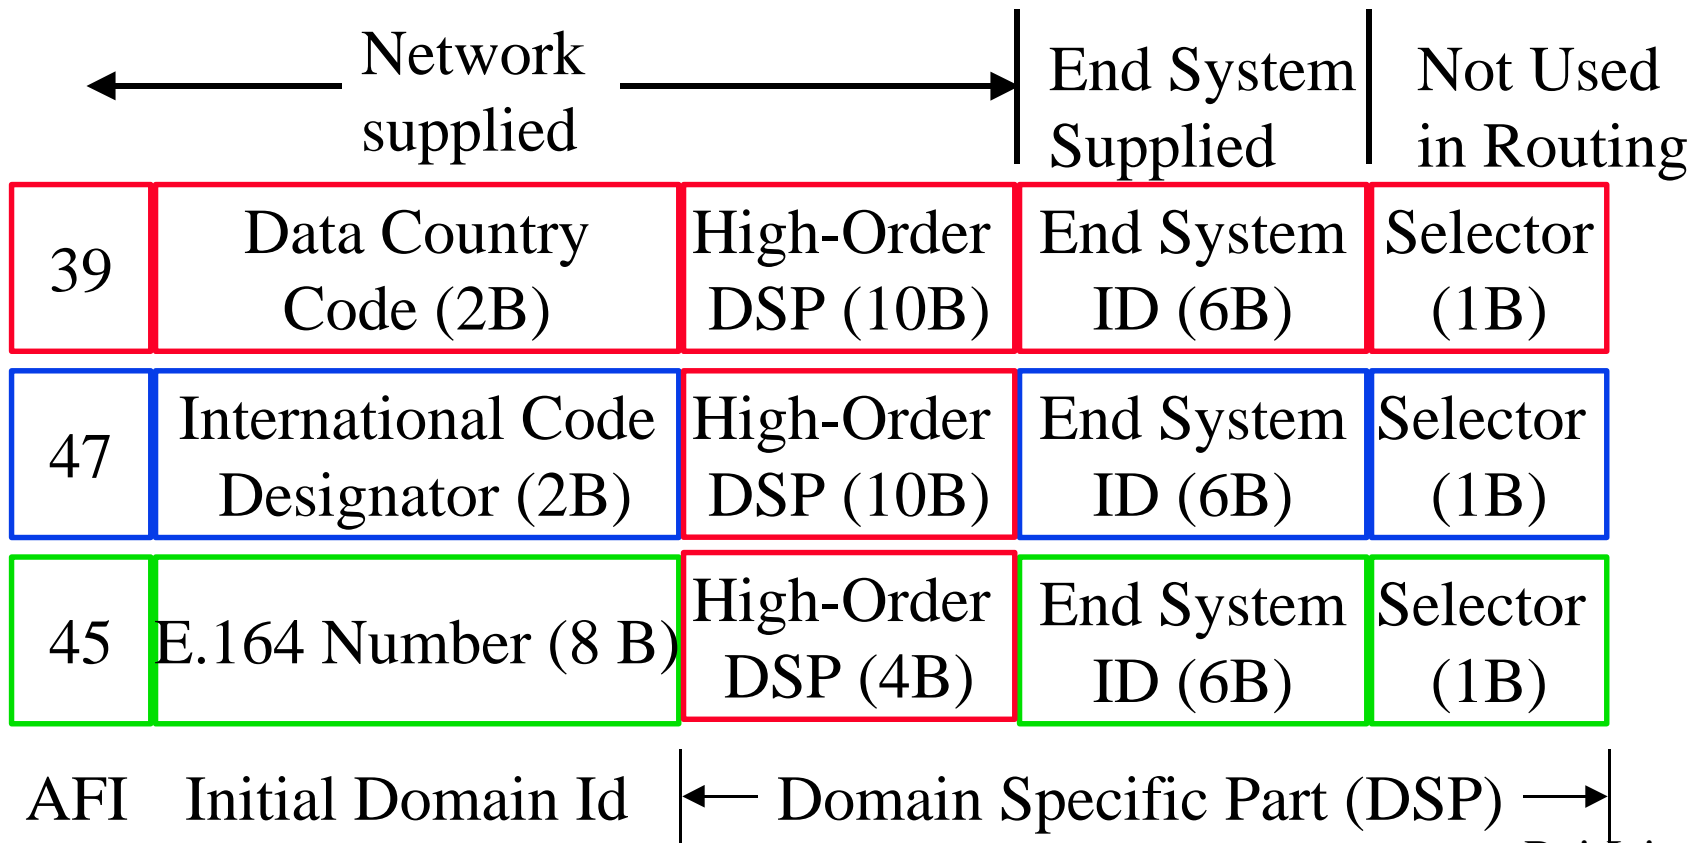 Network
supplied
End System
Supplied
Not Used
in Routing
39
Data Country
Code (2B)
High-Order
DSP (10B)
End System
ID (6B)
Selector
(1B)
47
International Code
Designator (2B)
High-Order
DSP (10B)
End System
ID (6B)
Selector
(1B)
45
E.164 Number (8 B)
High-Order
DSP (4B)
End System
ID (6B)
Selector
(1B)
AFI
Initial Domain Id
Domain Specific Part (DSP)